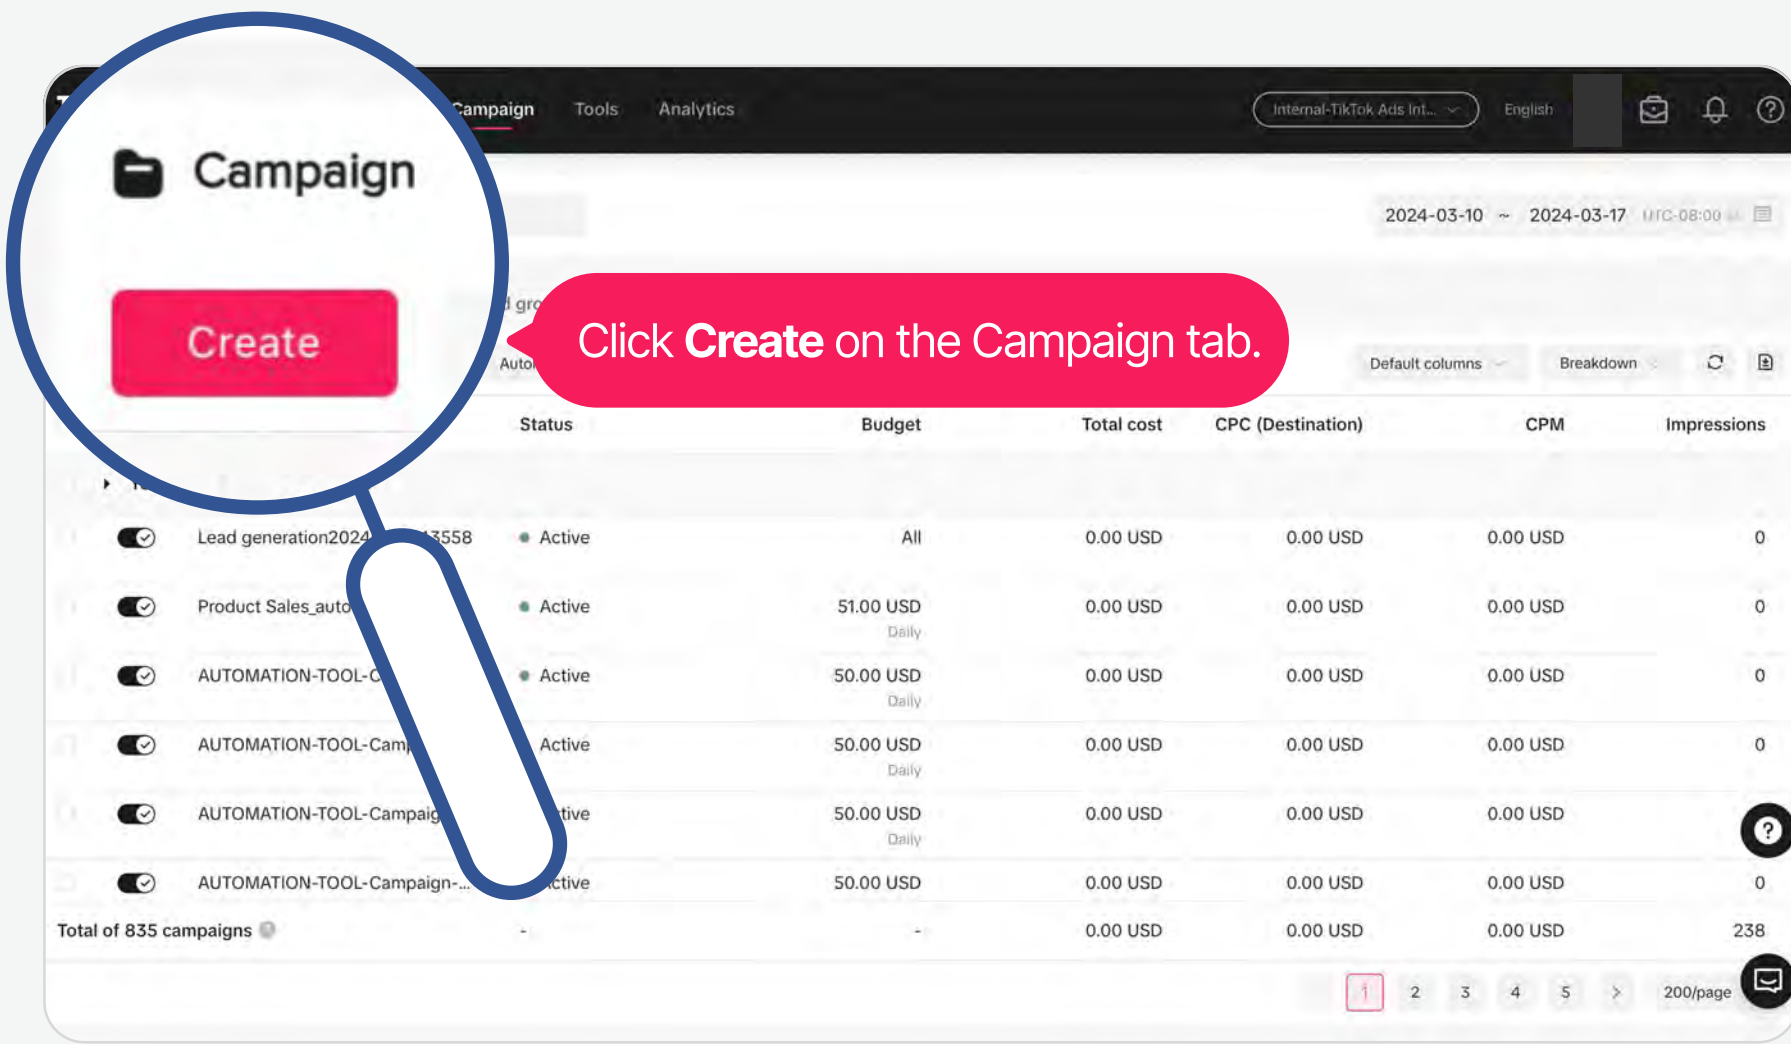 Campaign Tools Analytics Internal-TikTok Ads Int... English
Campaign
2024-03-10 ~ 2024-03-17 UTC-08:00
Create
Click Create on the Campaign tab.
Default columns Breakdown
Status Budget Total cost CPC (Destination) CPM Impressions
Lead generation2024 3558 Active All 0.00 USD 0.00 USD 0.00 USD 0
Product Sales_auto Active 51.00 USD 0.00 USD 0.00 USD 0.00 USD 0
Daily
AUTOMATION-TOOL-C Active 50.00 USD 0.00 USD 0.00 USD 0.00 USD 0
Daily
AUTOMATION-TOOL-Camp Active 50.00 USD 0.00 USD 0.00 USD 0.00 USD 0
Daily
AUTOMATION-TOOL-Campaig tive 50.00 USD 0.00 USD 0.00 USD 0.00 USD
Daily
AUTOMATION-TOOL-Campaign-... ctive 50.00 USD 0.00 USD 0.00 USD 0.00 USD 0
Total of 835 campaigns - - 0.00 USD 0.00 USD 0.00 USD 238
1 2 3 4 5 > 200/page